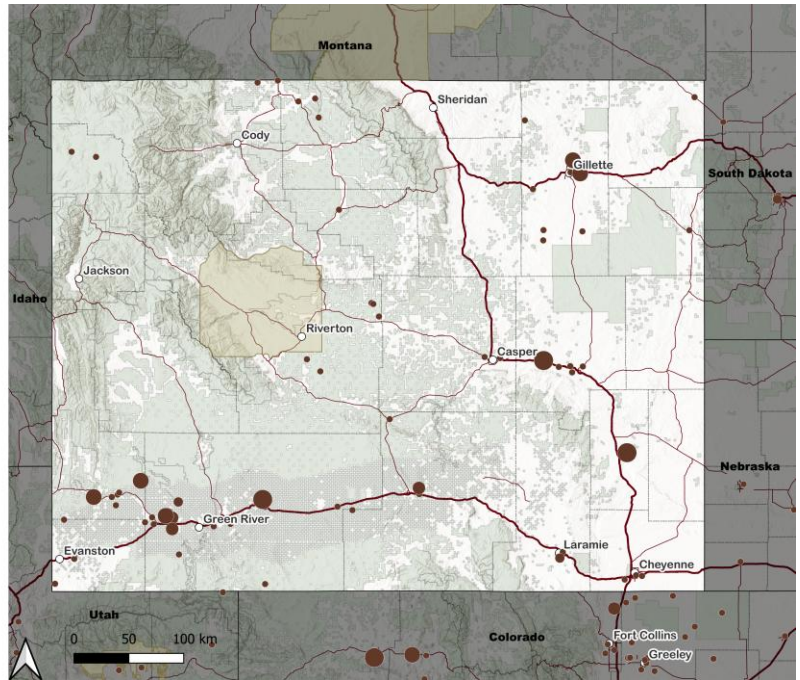 Montana
Sheridan
Cody
Gillette
South Dakota
Jackson
Idaho
Riverton
Casper
Nebraska
Green River
Evanston
Laramie
Cheyenne
Utah
0 50 100 km
Colorado
Fort Collins
Greeley